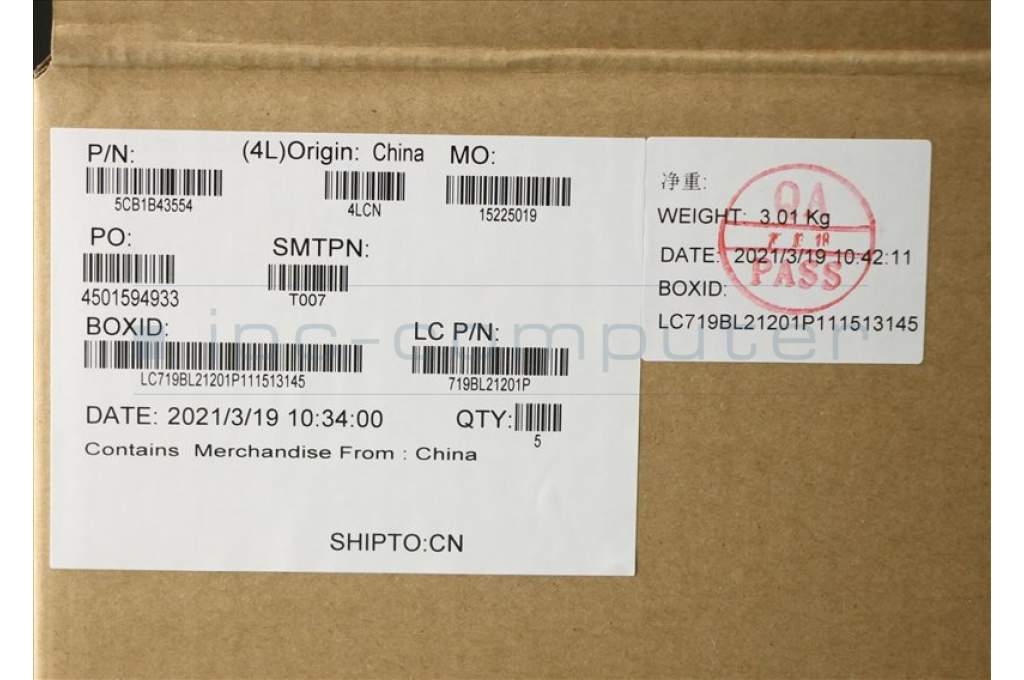 P/N:
5CB1B43554
(4L)Origin: China
4LCN
MO:
15225019
PO:
4501594933
SMTPN:
T007
BOXID:
LC719BL21201P111513145
LC P/N:
719BL21201P
DATE: 2021/3/19 10:34:00
QTY:
5
Contains Merchandise From : China
SHIPTO:CN
净重:
WEIGHT: 3.01 Kg
DATE: 2021/3/19 10:42:11
BOXID:
LC719BL21201P111513145
QA
PASS
ipc-computer